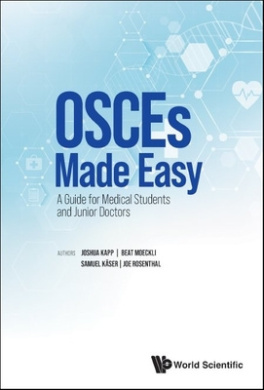 OSCEs
Made Easy
A Guide for Medical Students
and Junior Doctors
AUTHORS JOSHUA KAPP | BEAT MOECKLI
SAMUEL KÄSER | JOE ROSENTHAL
World Scientific